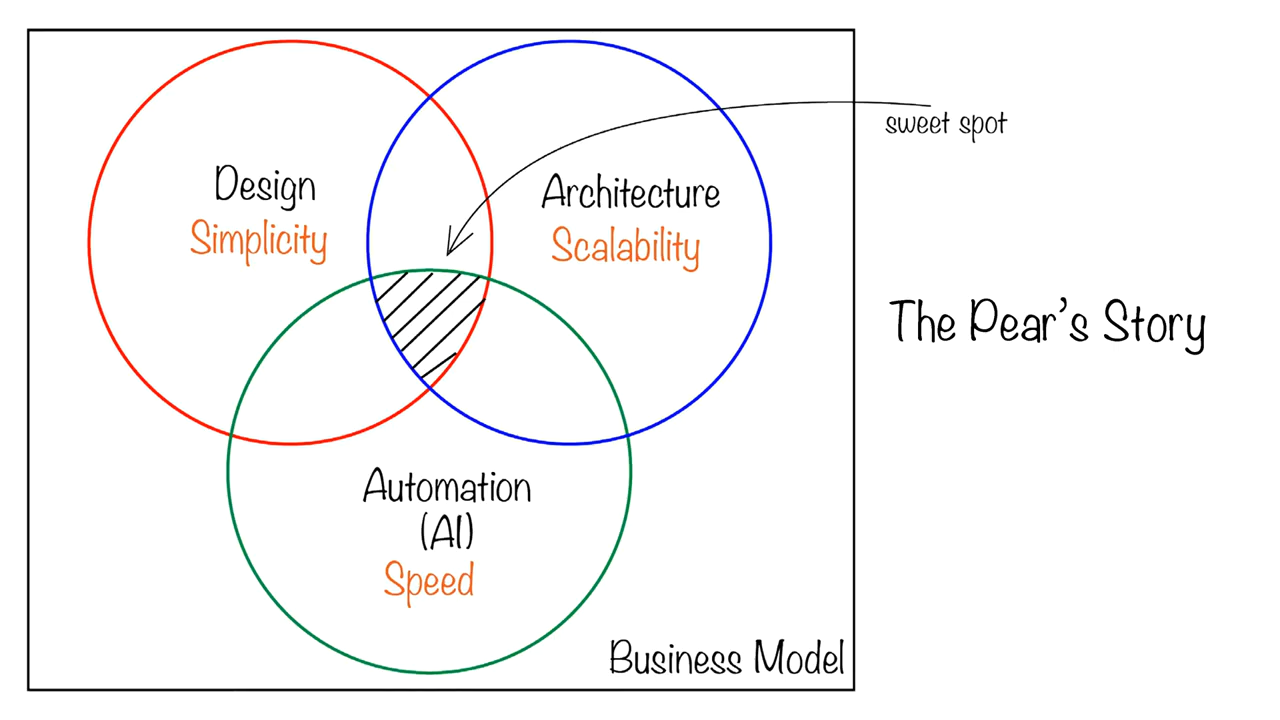 Design
Simplicity
Architecture
Scalability
sweet spot
The Pear's Story
Automation
(AI)
Speed
Business Model